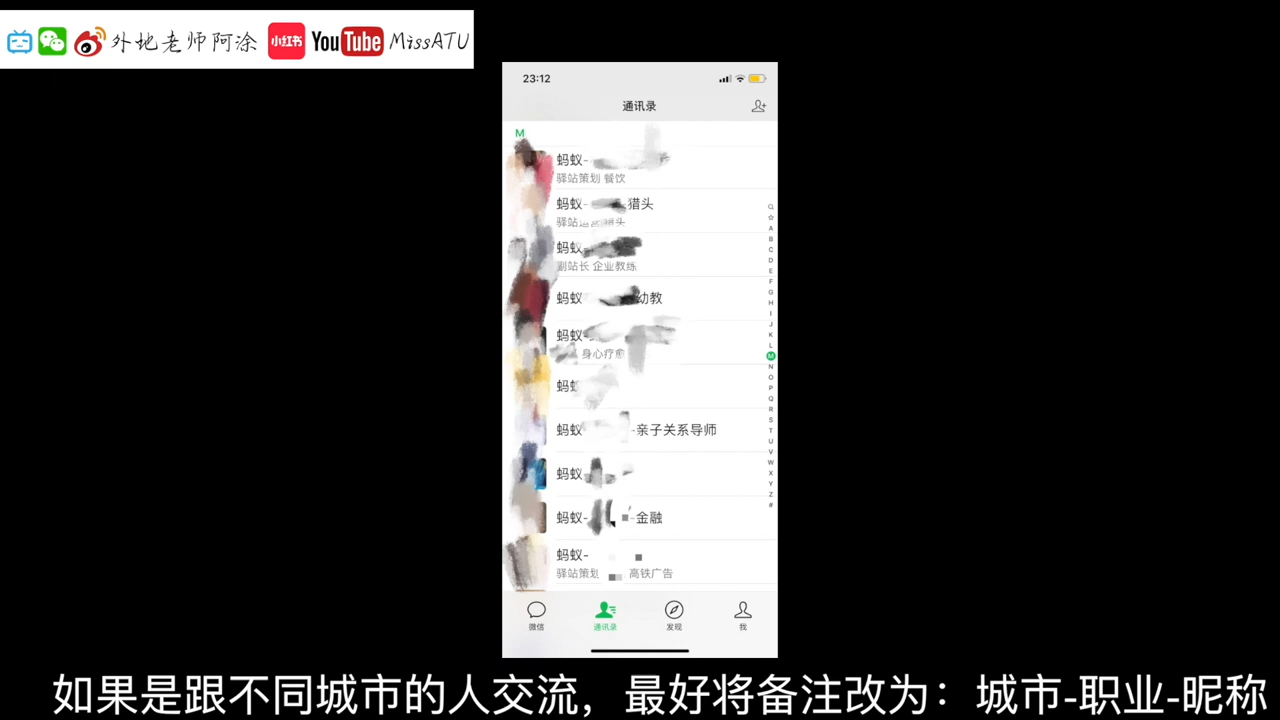 外地老师阿涂 小红书 YouTube MissATU
23:12
通讯录
M
蚂蚁-
驿站策划 餐饮
蚂蚁- 猎头
驿站
蚂蚁
副站长 企业教练
蚂蚁 幼教
蚂蚁-
身心疗愈
蚂蚁
蚂蚁 -亲子关系导师
蚂蚁
蚂蚁- -金融
蚂蚁-
驿站策划 高铁广告
A
B
C
D
E
F
G
H
I
J
K
L
M
N
O
P
Q
R
S
T
U
V
W
X
Y
Z
#
微信 通讯录 发现 我
如果是跟不同城市的人交流，最好将备注改为：城市-职业-昵称